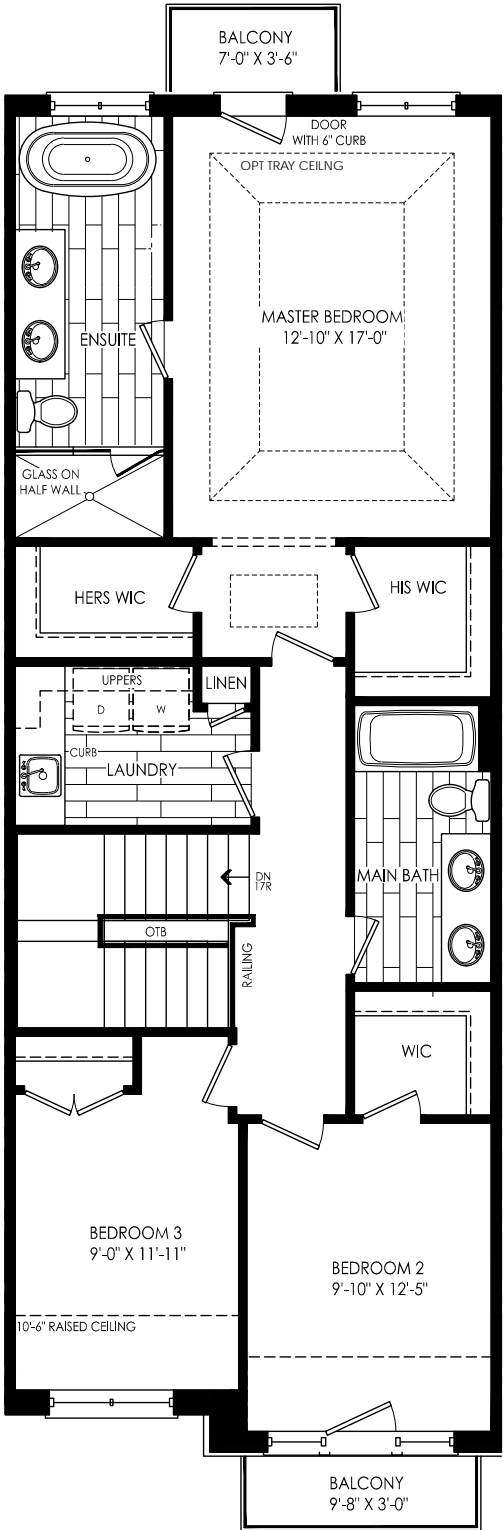 BALCONY
7'-0" X 3'-6"
DOOR
WITH 6" CURB
OPT TRAY CEILNG
MASTER BEDROOM
12'-10" X 17'-0"
ENSUITE
GLASS ON
HALF WALL
HERS WIC
HIS WIC
UPPERS
LINEN
D
W
CURB
LAUNDRY
DN
17R
MAIN BATH
OTB
RAILING
WIC
BEDROOM 3
9'-0" X 11'-11"
BEDROOM 2
9'-10" X 12'-5"
10'-6" RAISED CEILING
BALCONY
9'-8" X 3'-0"